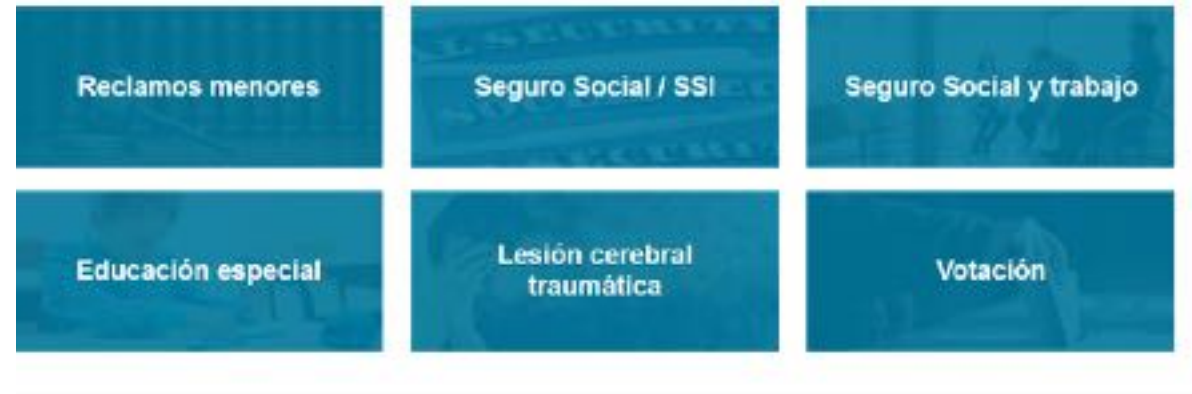 Reclamos menores
Seguro Social / SSI
Seguro Social y trabajo
Educación especial
Lesión cerebral
traumática
Votación